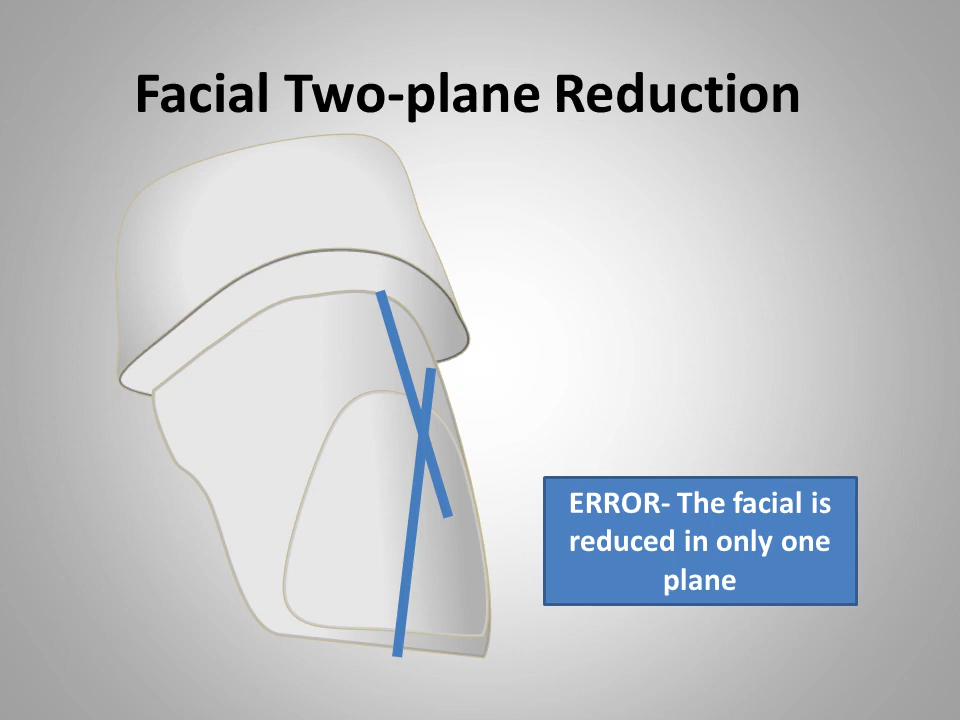 Facial Two-plane Reduction
ERROR- The facial is
reduced in only one
plane